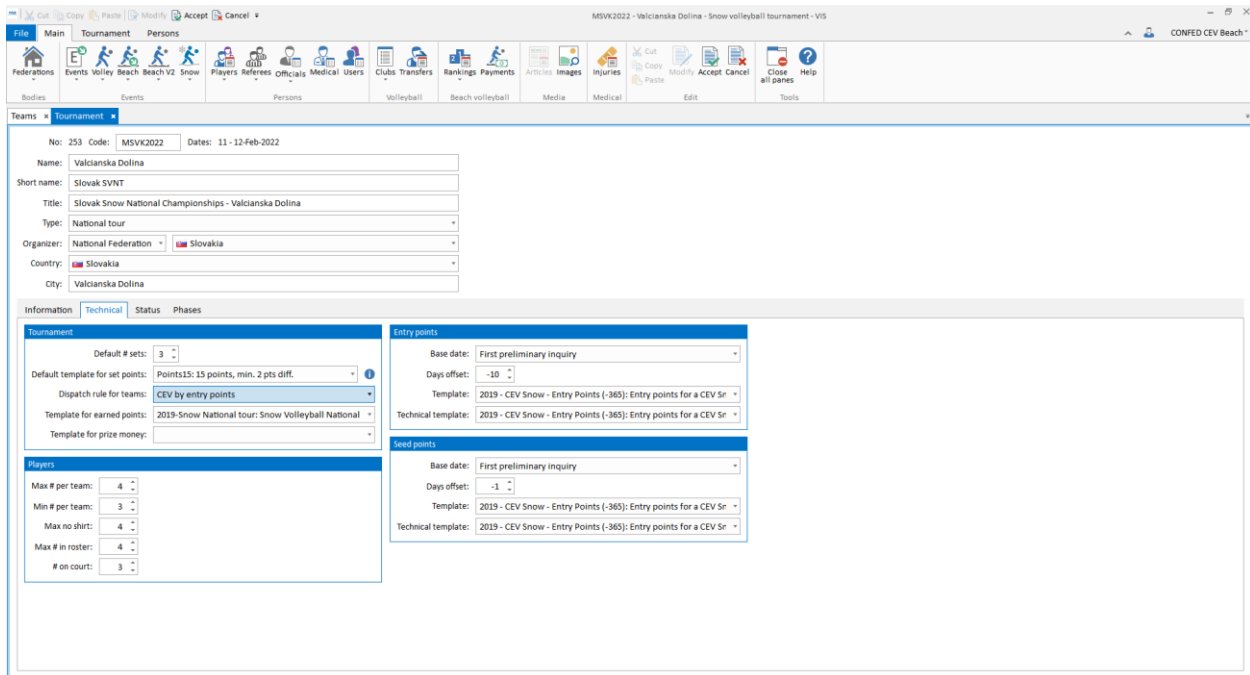 Cut Copy Paste Modify Accept Cancel
MSVK2022 - Valcianska Dolina - Snow volleyball tournament - VIS
File Main Tournament Persons
CONFED CEV Beach
Federations Events Volley Beach Beach V2 Snow Players Referees Officials Medical Users Clubs Transfers Rankings Payments Articles Images Injuries Cut Copy Paste Modify Accept Cancel Close all panes Help
Bodies Events Persons Volleyball Beach volleyball Media Medical Edit Tools
Teams Tournament
No: 253 Code: MSVK2022 Dates: 11 - 12-Feb-2022
Name: Valcianska Dolina
Short name: Slovak SVNT
Title: Slovak Snow National Championships - Valcianska Dolina
Type: National tour
Organizer: National Federation Slovakia
Country: Slovakia
City: Valcianska Dolina
Information Technical Status Phases
Tournament
Default # sets: 3
Default template for set points: Points15: 15 points, min. 2 pts diff.
Dispatch rule for teams: CEV by entry points
Template for earned points: 2019-Snow National tour: Snow Volleyball National
Template for prize money:
Players
Max # per team: 4
Min # per team: 3
Max no shirt: 4
Max # in roster: 4
# on court: 3
Entry points
Base date: First preliminary inquiry
Days offset: -10
Template: 2019 - CEV Snow - Entry Points (-365): Entry points for a CEV Sr
Technical template: 2019 - CEV Snow - Entry Points (-365): Entry points for a CEV Sr
Seed points
Base date: First preliminary inquiry
Days offset: -1
Template: 2019 - CEV Snow - Entry Points (-365): Entry points for a CEV Sr
Technical template: 2019 - CEV Snow - Entry Points (-365): Entry points for a CEV Sr